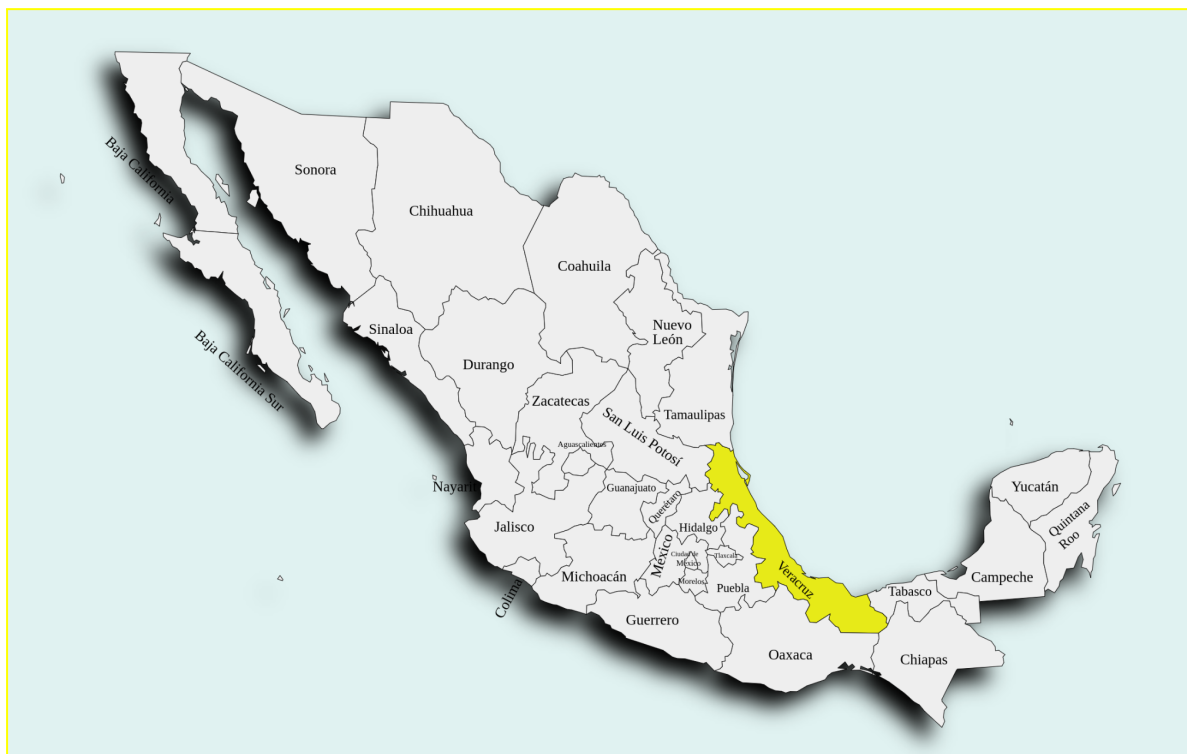 Baja California
Sonora
Chihuahua
Coahuila
Baja California Sur
Sinaloa
Nuevo
León
Durango
Zacatecas
San Luis Potosí
Tamaulipas
Aguascalientes
Nayarit
Guanajuato
Querétaro
Yucatán
Quintana
Roo
Jalisco
Hidalgo
México
Ciudad de
México
Tlaxcala
Michoacán
Morelos
Puebla
Veracruz
Campeche
Tabasco
Colima
Guerrero
Oaxaca
Chiapas